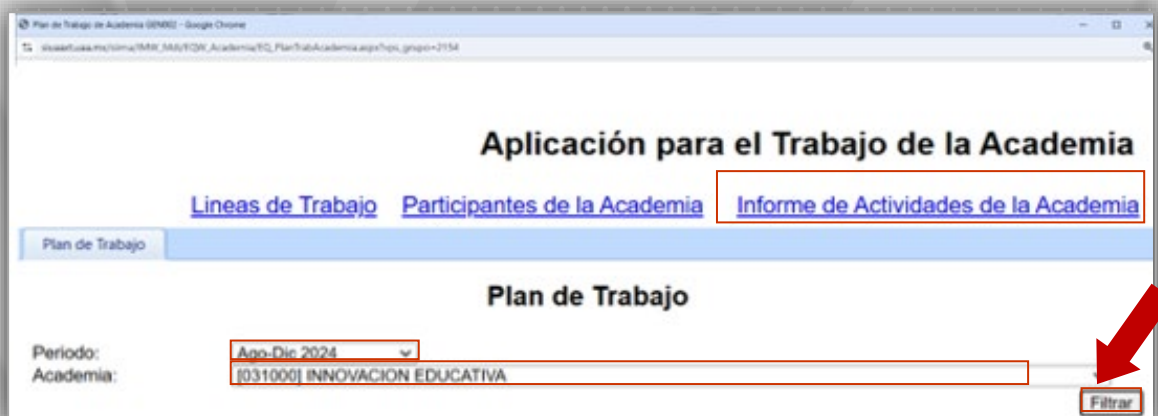 Plan de Trabajo de Academia GEN002 - Google Chrome
Aplicación para el Trabajo de la Academia
Lineas de Trabajo Participantes de la Academia Informe de Actividades de la Academia
Plan de Trabajo
Plan de Trabajo
Periodo: Ago-Dic 2024
Academia: [031000] INNOVACION EDUCATIVA
Filtrar